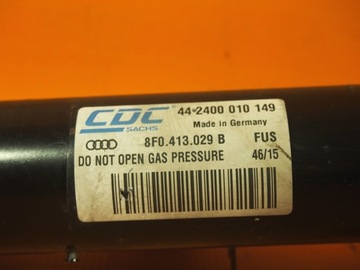 CDC
SACHS
44-2400 010 149
Made in Germany
8F0.413.029 B
FUS
DO NOT OPEN GAS PRESSURE
46/15